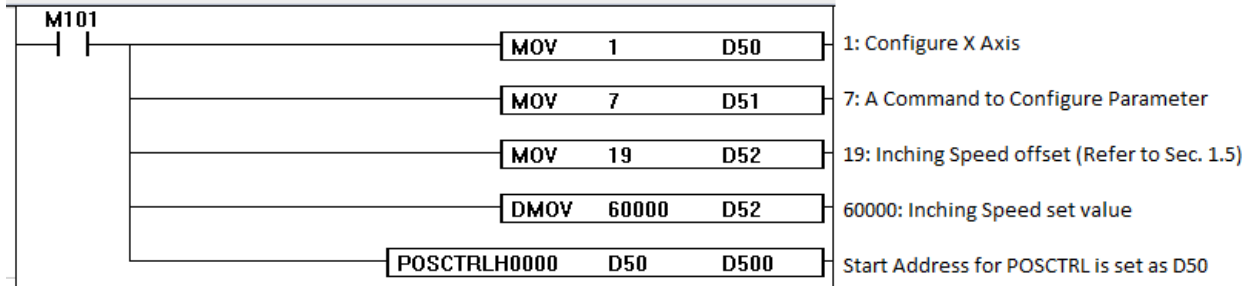 M101
MOV 1 D50 1: Configure X Axis
MOV 7 D51 7: A Command to Configure Parameter
MOV 19 D52 19: Inching Speed offset (Refer to Sec. 1.5)
DMOV 60000 D52 60000: Inching Speed set value
POSCTRLH0000 D50 D500 Start Address for POSCTRL is set as D50